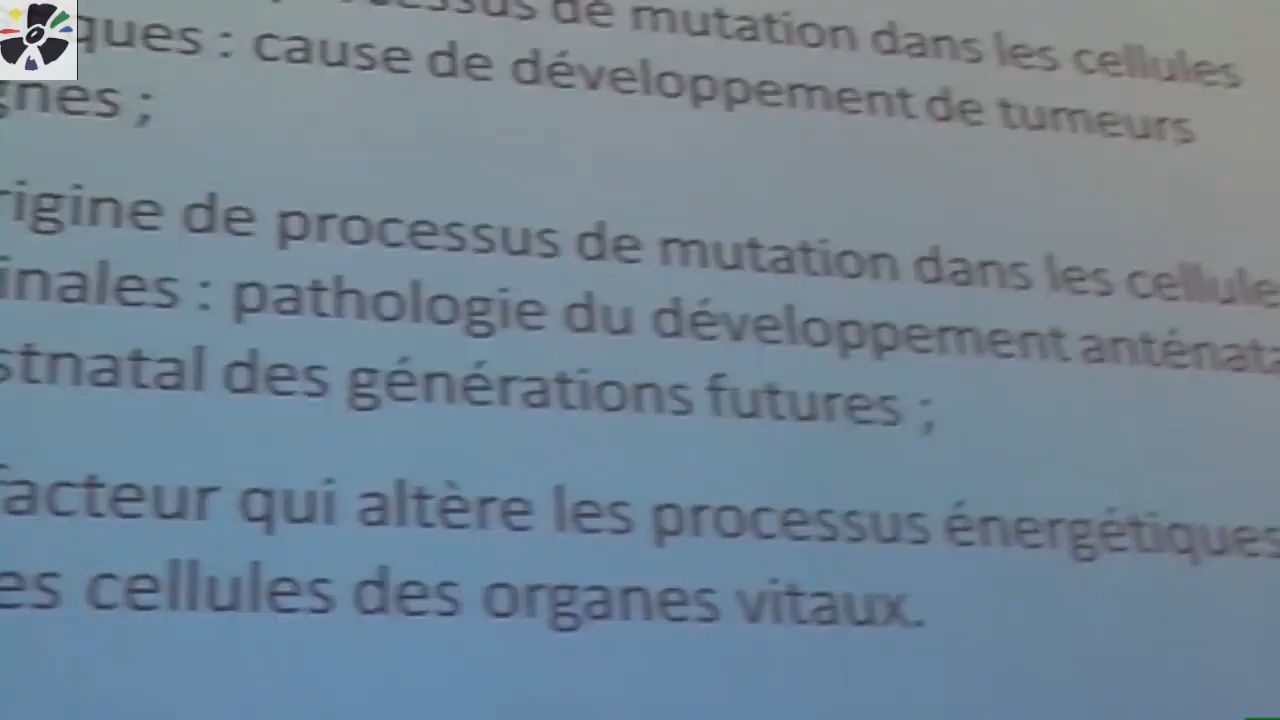 de mutation dans les cellules
ques : cause de développement de tumeurs
gnes ;
rigine de processus de mutation dans les cellule
inales : pathologie du développement anténata
stnatal des générations futures ;
facteur qui altère les processus énergétiques
es cellules des organes vitaux.